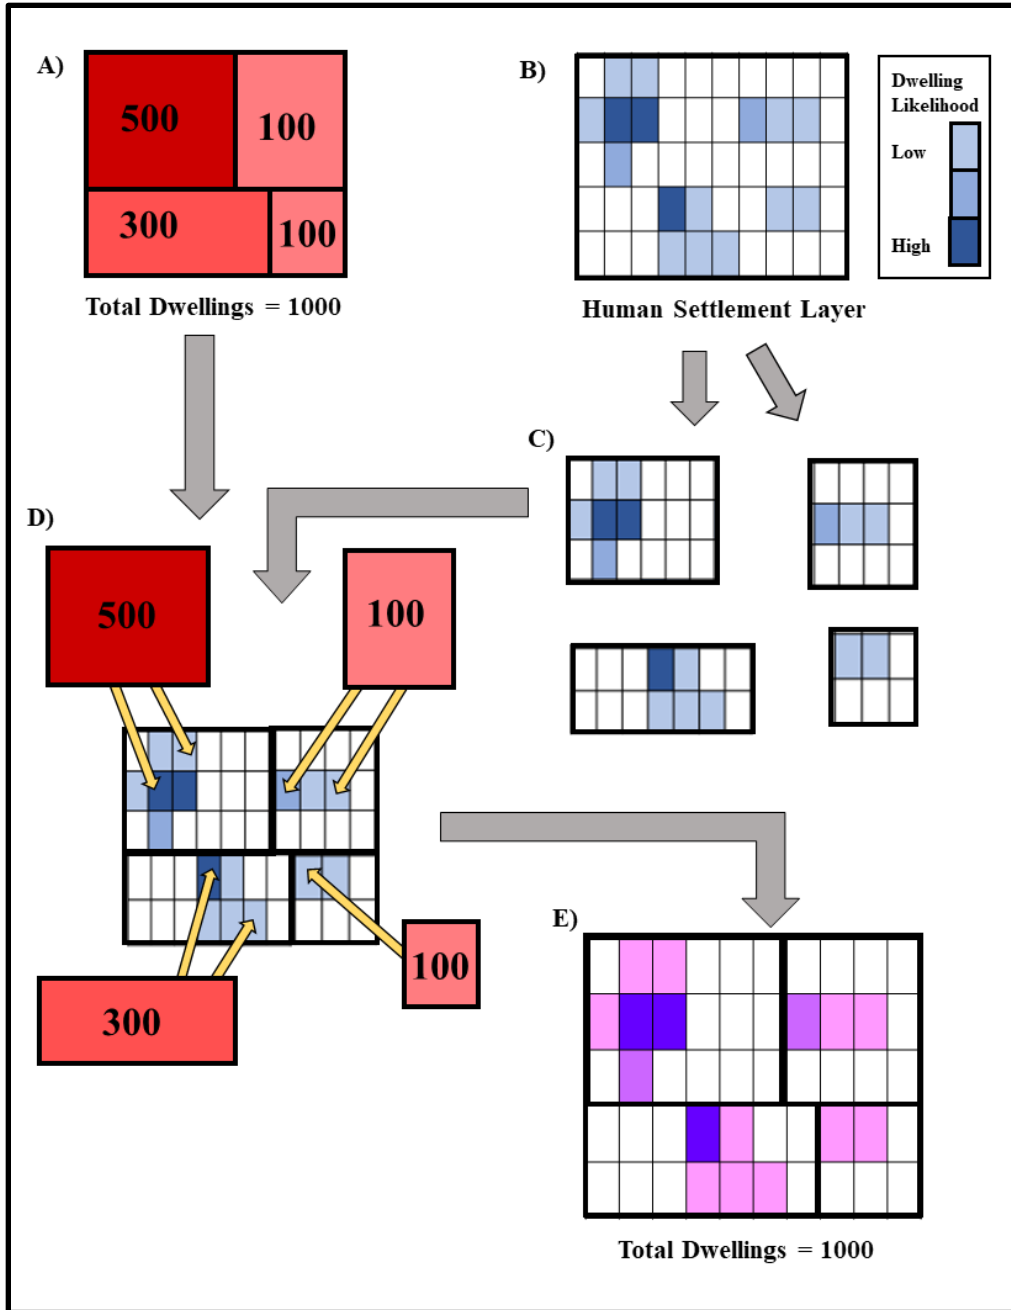 A)
500
100
300
100
Total Dwellings = 1000
B)
Human Settlement Layer
Dwelling
Likelihood
Low
High
C)
D)
500
100
300
100
E)
Total Dwellings = 1000